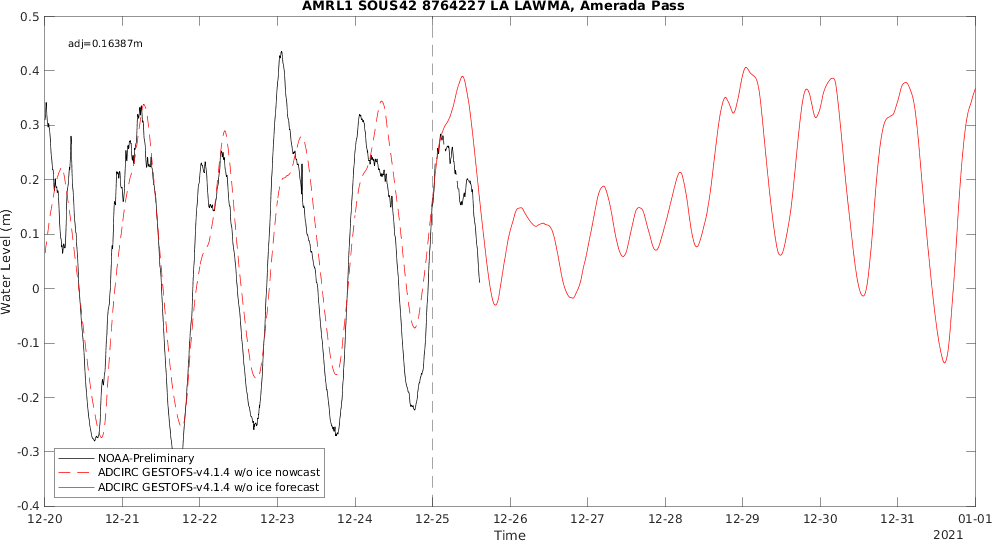 AMRL1 SOUS42 8764227 LA LAWMA, Amerada Pass
adj=0.16387m
Water Level (m)
0.5
0.4
0.3
0.2
0.1
0
-0.1
-0.2
-0.3
-0.4
NOAA-Preliminary
ADCIRC GESTOFS-v4.1.4 w/o ice nowcast
ADCIRC GESTOFS-v4.1.4 w/o ice forecast
12-20 12-21 12-22 12-23 12-24 12-25 12-26 12-27 12-28 12-29 12-30 12-31 01-01
Time
2021